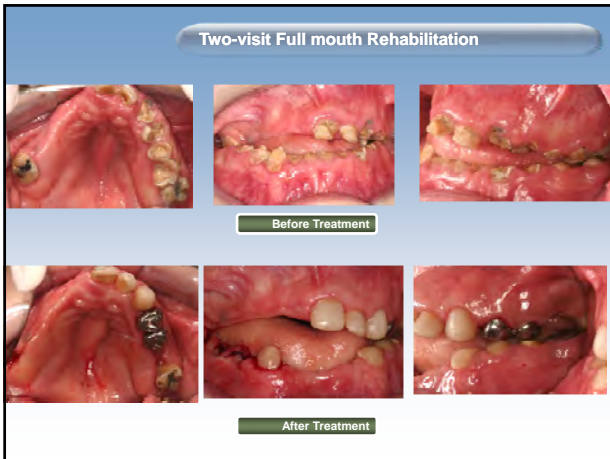 Two-visit Full mouth Rehabilitation
Before Treatment
After Treatment